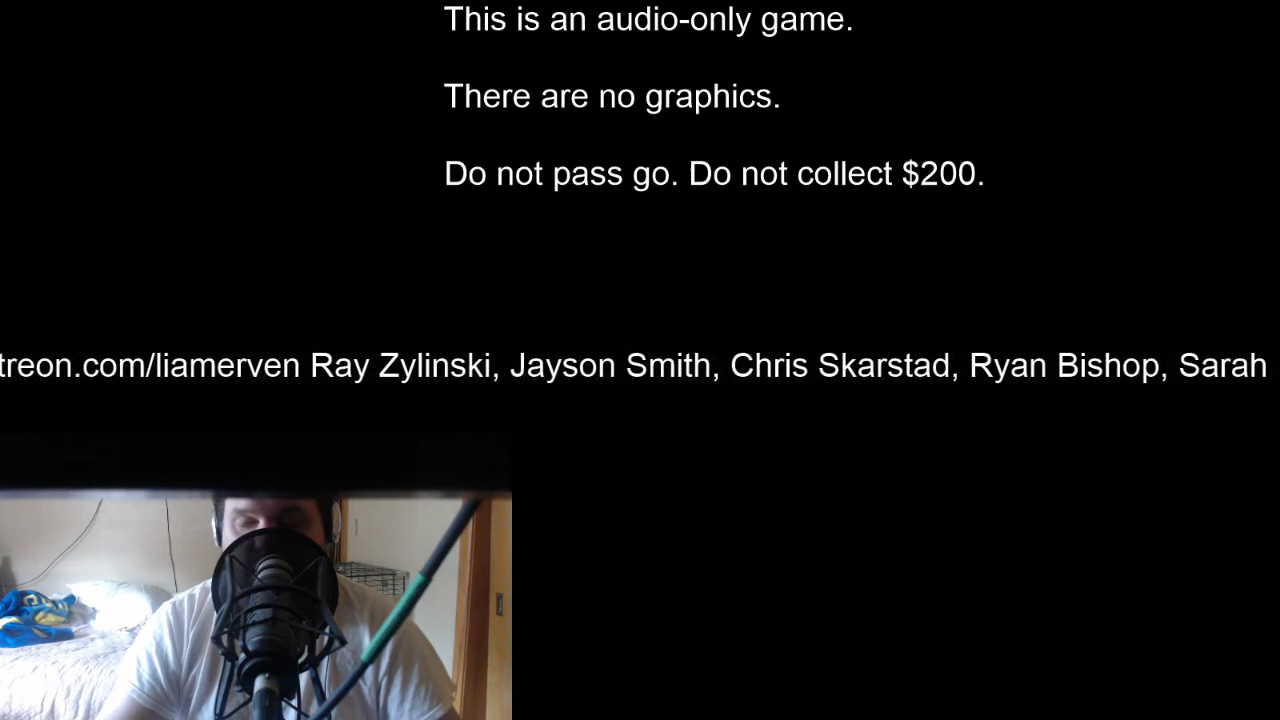 This is an audio-only game.
There are no graphics.
Do not pass go. Do not collect $200.
treon.com/liamerven Ray Zylinski, Jayson Smith, Chris Skarstad, Ryan Bishop, Sarah